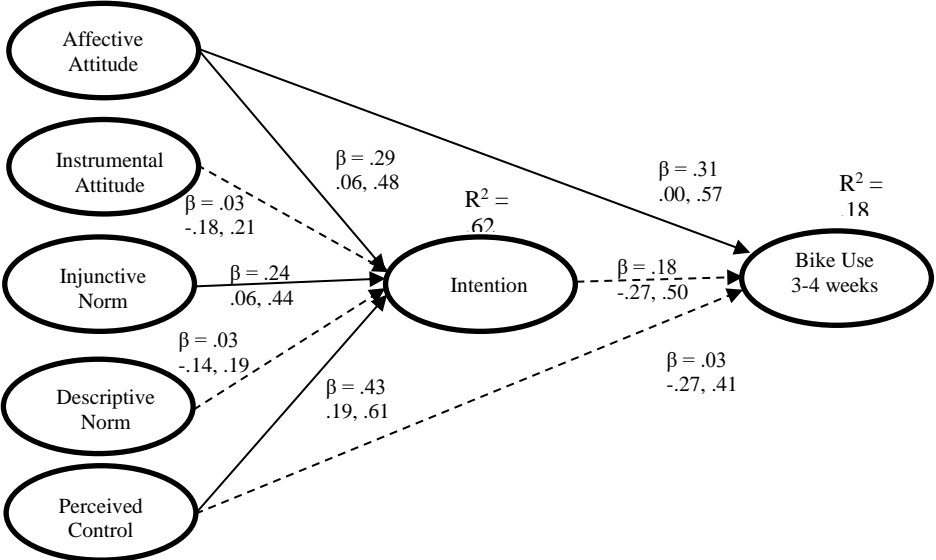 Affective
Attitude
Instrumental
Attitude
Injunctive
Norm
Descriptive
Norm
Perceived
Control
β = .29
.06, .48
β = .03
-.18, .21
β = .24
.06, .44
β = .03
-.14, .19
β = .43
.19, .61
R² =
.62
Intention
β = .31
.00, .57
β = .18
-.27, .50
β = .03
-.27, .41
R² =
.18
Bike Use
3-4 weeks